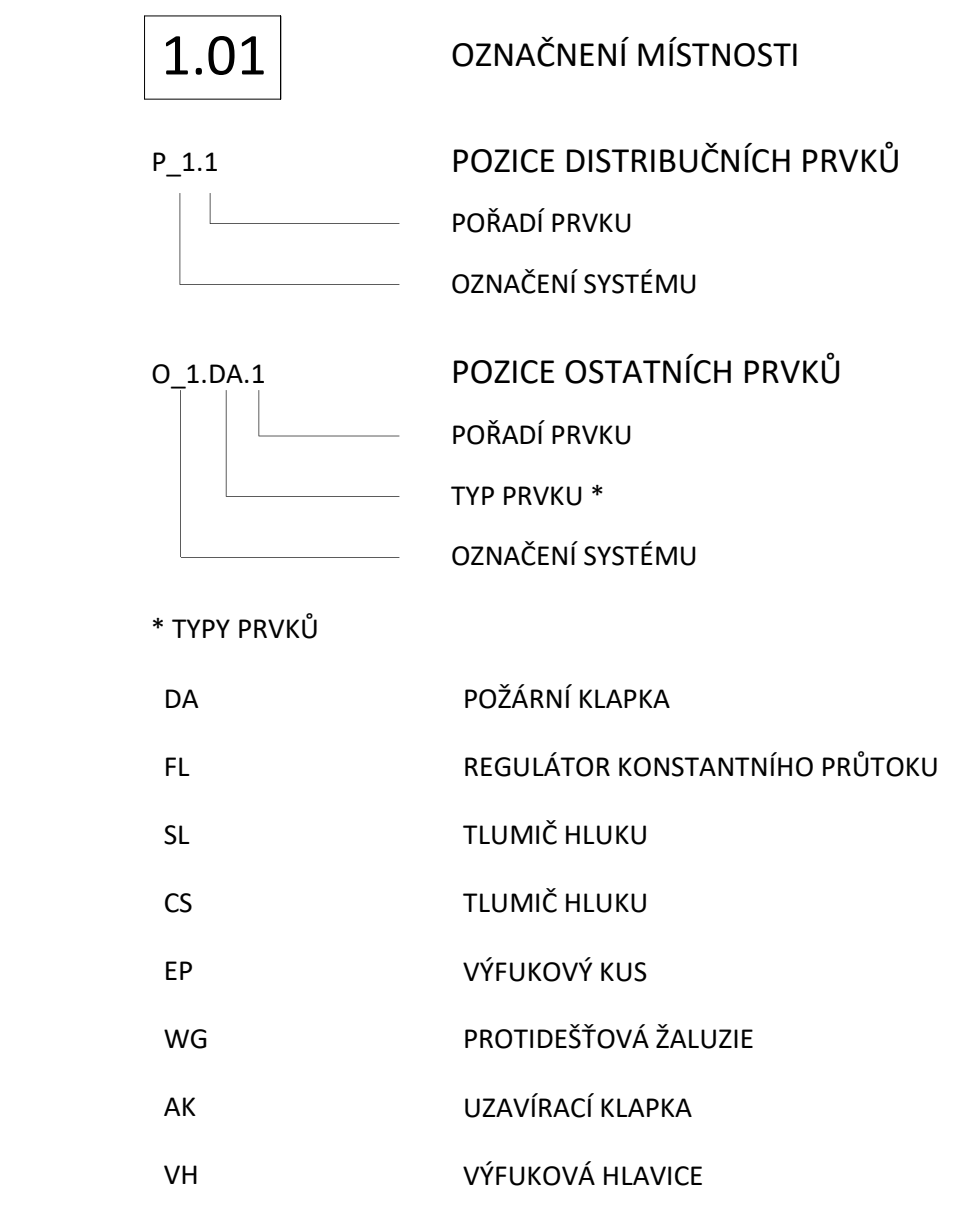 1.01 OZNAČNENÍ MÍSTNOSTI
P_1.1 POZICE DISTRIBUČNÍCH PRVKŮ
POŘADÍ PRVKU
OZNAČENÍ SYSTÉMU
O_1.DA.1 POZICE OSTATNÍCH PRVKŮ
POŘADÍ PRVKU
TYP PRVKU *
OZNAČENÍ SYSTÉMU
* TYPY PRVKŮ
DA POŽÁRNÍ KLAPKA
FL REGULÁTOR KONSTANTNÍHO PRŮTOKU
SL TLUMIČ HLUKU
CS TLUMIČ HLUKU
EP VÝFUKOVÝ KUS
WG PROTIDEŠŤOVÁ ŽALUZIE
AK UZAVÍRACÍ KLAPKA
VH VÝFUKOVÁ HLAVICE